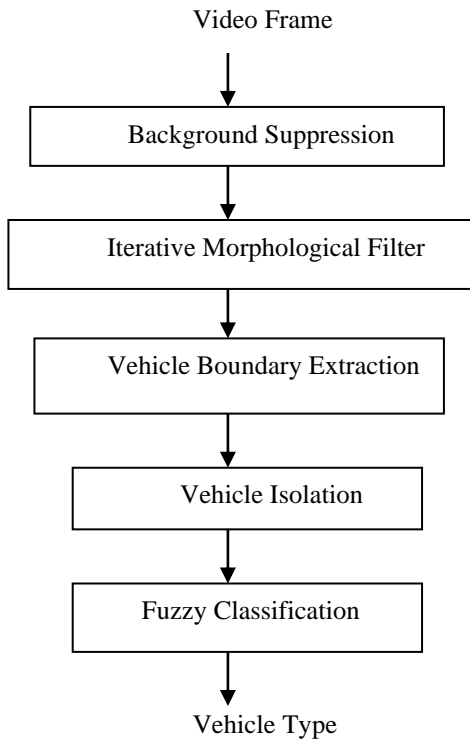 Video Frame
Background Suppression
Iterative Morphological Filter
Vehicle Boundary Extraction
Vehicle Isolation
Fuzzy Classification
Vehicle Type